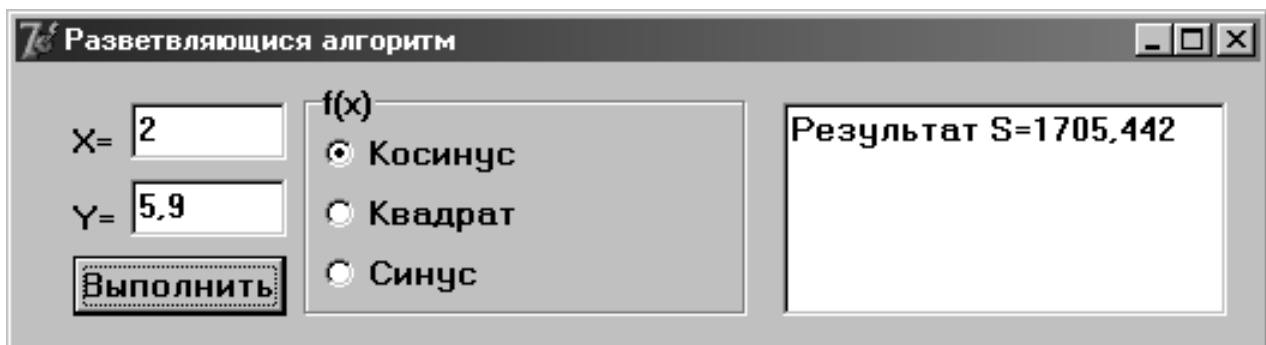 Разветвляющися алгоритм
X= 2
Y= 5,9
Выполнить
f(x)
Косинус
Квадрат
Синус
Результат S=1705,442